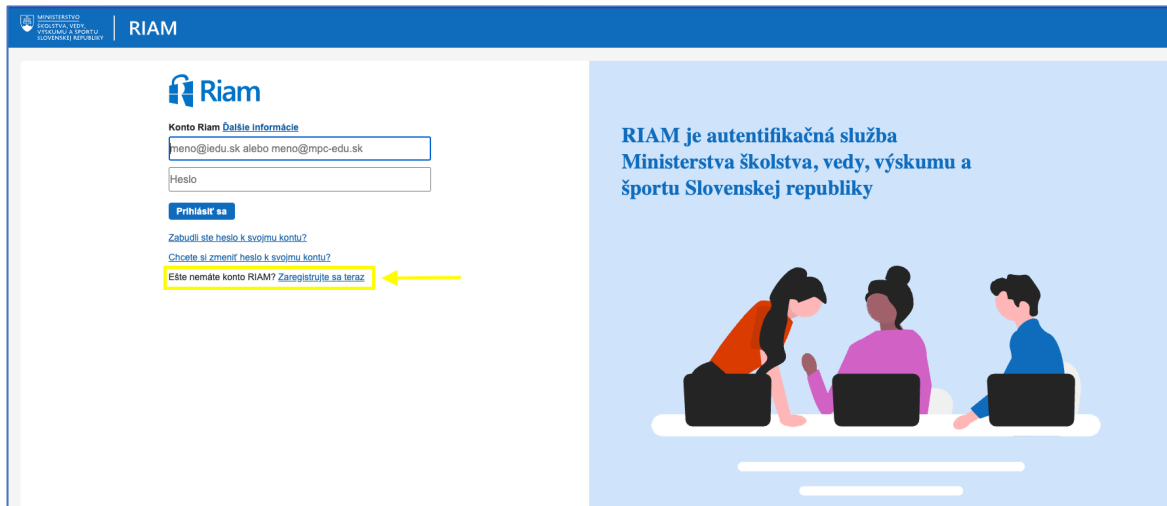 MINISTERSTVO
ŠKOLSTVA, VEDY,
VÝSKUMU A ŠPORTU
SLOVENSKEJ REPUBLIKY
RIAM
Riam
Konto Riam Ďalšie informácie
meno@iedu.sk alebo meno@mpc-edu.sk
Heslo
Prihlásiť sa
Zabudli ste heslo k svojmu kontu?
Chcete si zmeniť heslo k svojmu kontu?
Ešte nemáte konto RIAM? Zaregistrujte sa teraz
RIAM je autentifikačná služba
Ministerstva školstva, vedy, výskumu a
športu Slovenskej republiky